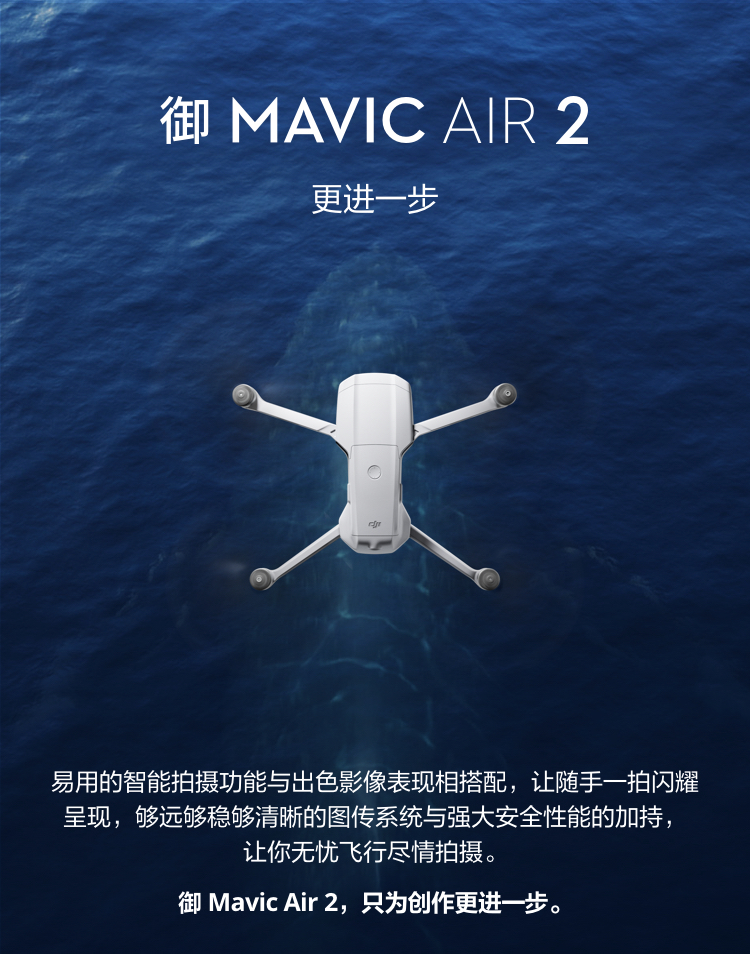 御 MAVIC AIR 2
更进一步
dji
易用的智能拍摄功能与出色影像表现相搭配，让随手一拍闪耀
呈现，够远够稳够清晰的图传系统与强大安全性能的加持，
让你无忧飞行尽情拍摄。
御 Mavic Air 2，只为创作更进一步。